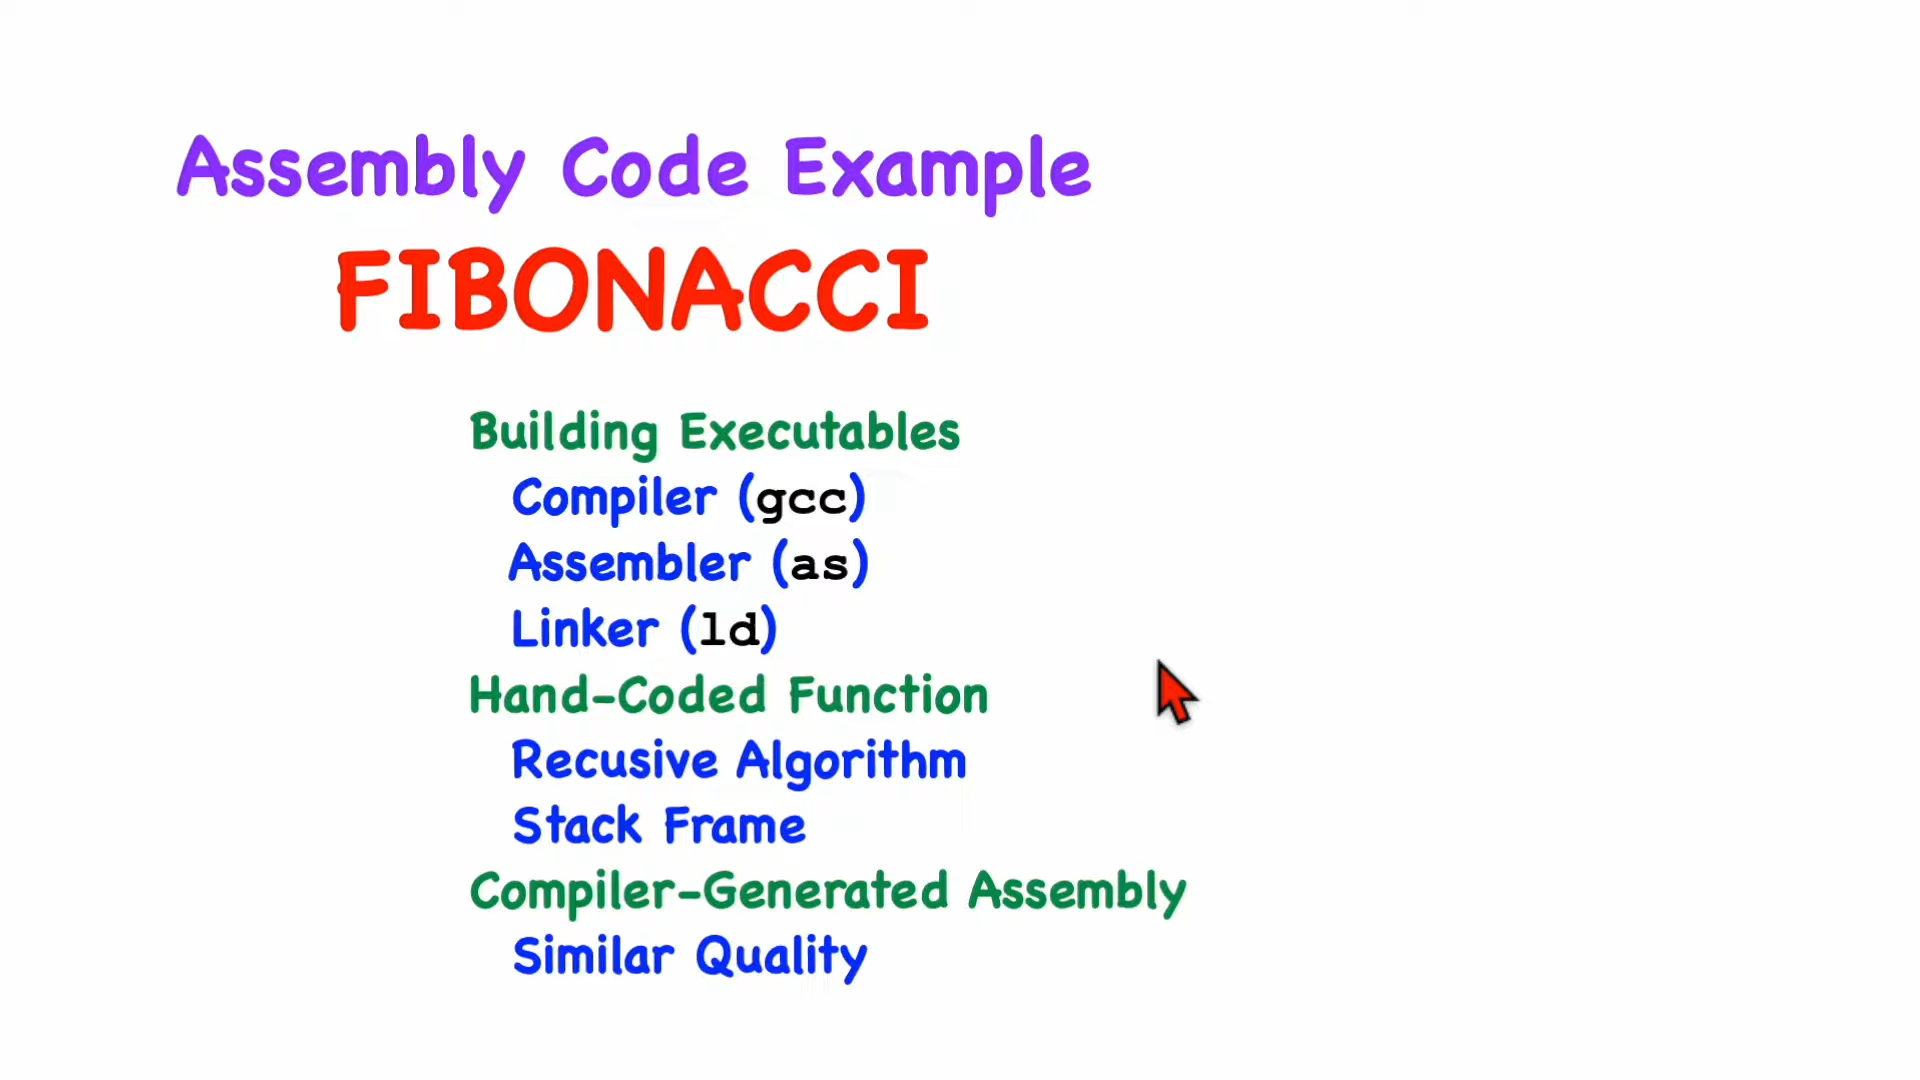 Assembly Code Example
FIBONACCI
Building Executables
Compiler (gcc)
Assembler (as)
Linker (ld)
Hand-Coded Function
Recusive Algorithm
Stack Frame
Compiler-Generated Assembly
Similar Quality